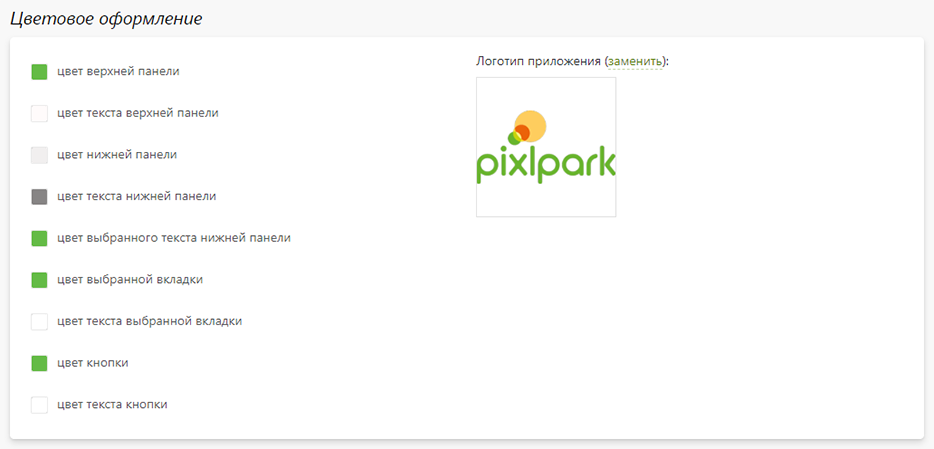 Цветовое оформление
цвет верхней панели
цвет текста верхней панели
цвет нижней панели
цвет текста нижней панели
цвет выбранного текста нижней панели
цвет выбранной вкладки
цвет текста выбранной вкладки
цвет кнопки
цвет текста кнопки
Логотип приложения (заменить):
pixlpark